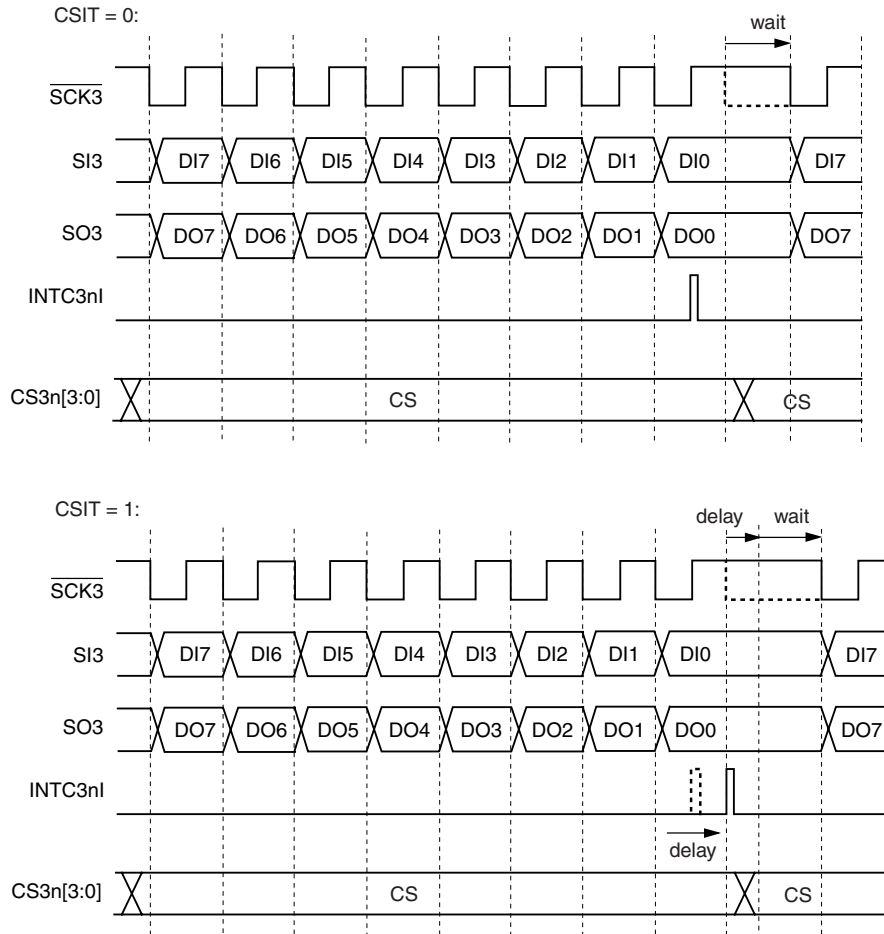 CSIT = 0:
wait
SCK3
SI3 DI7 DI6 DI5 DI4 DI3 DI2 DI1 DI0 DI7
SO3 DO7 DO6 DO5 DO4 DO3 DO2 DO1 DO0 DO7
INTC3nI
CS3n[3:0] CS CS
CSIT = 1:
delay wait
SCK3
SI3 DI7 DI6 DI5 DI4 DI3 DI2 DI1 DI0 DI7
SO3 DO7 DO6 DO5 DO4 DO3 DO2 DO1 DO0 DO7
INTC3nI
delay
CS3n[3:0] CS CS